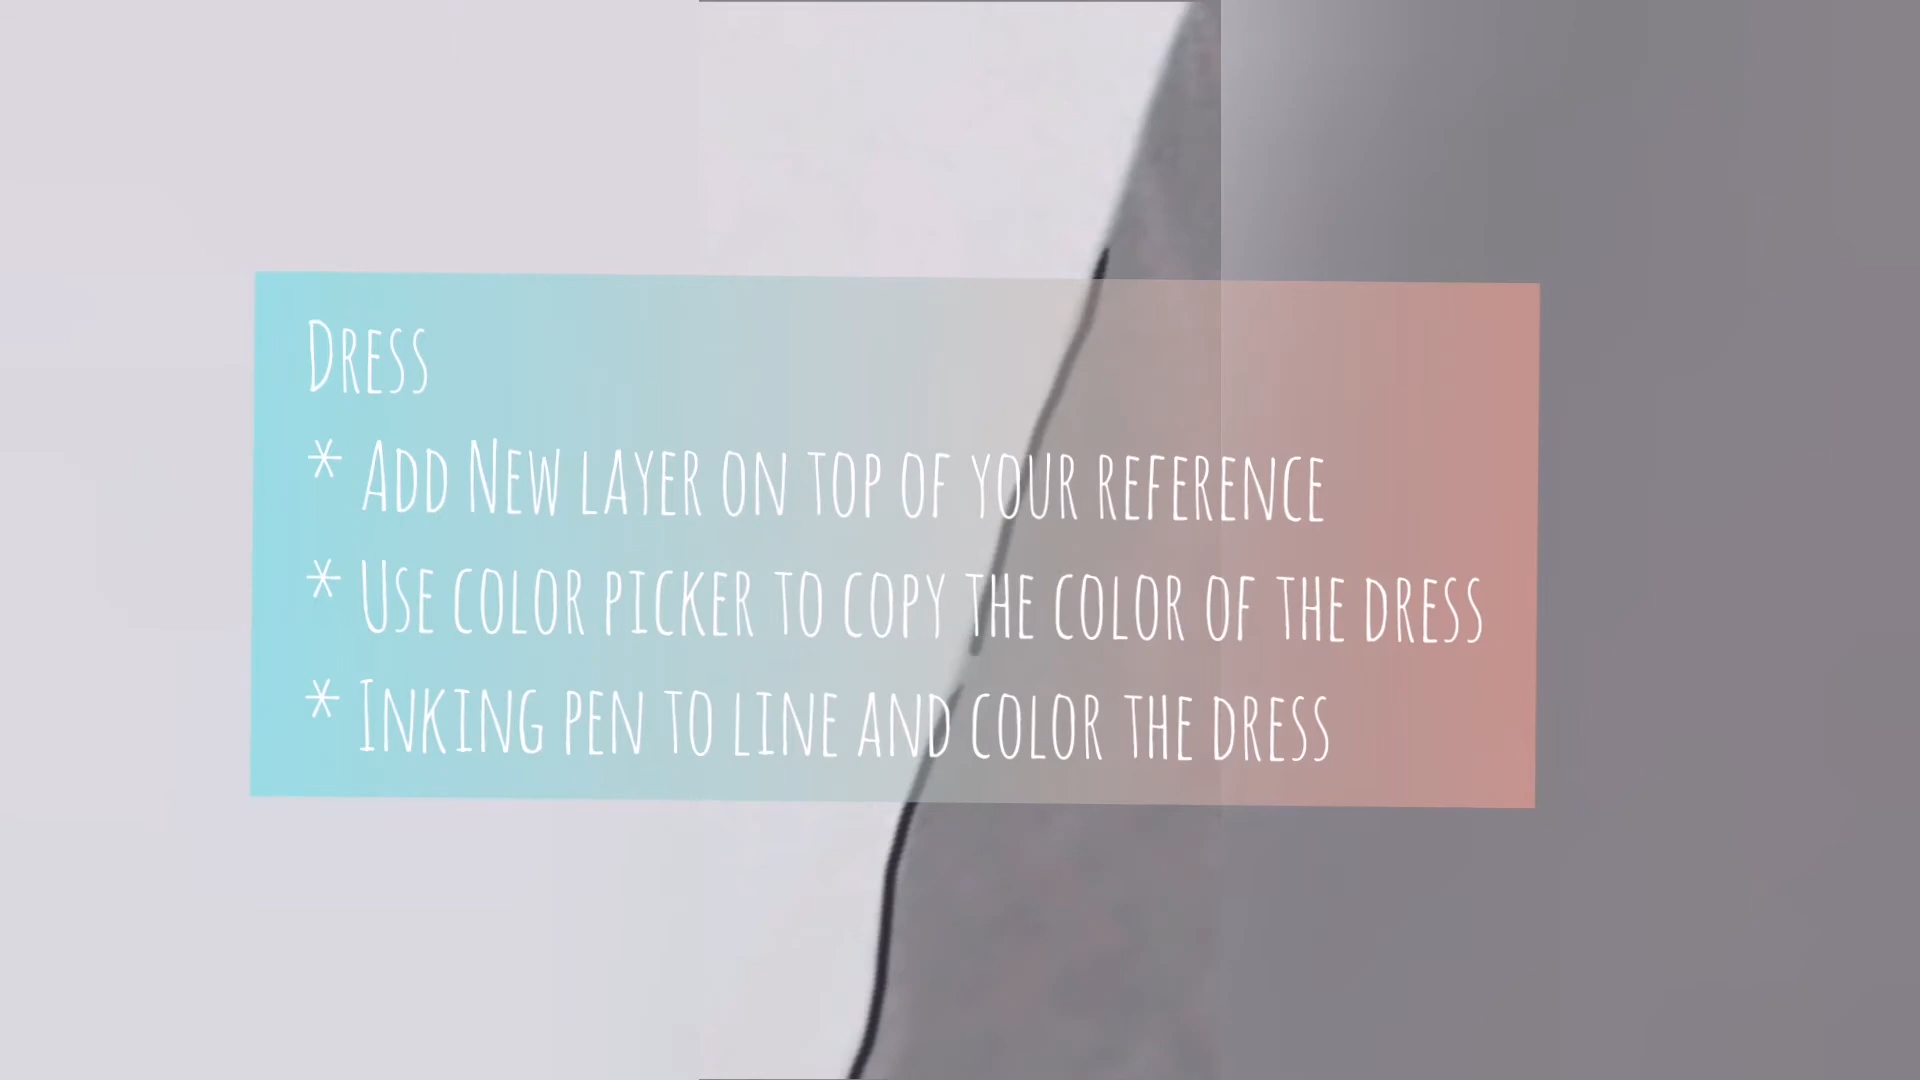 Dress
* Add New layer on top of your reference
* Use color picker to copy the color of the dress
* Inking pen to line and color the dress